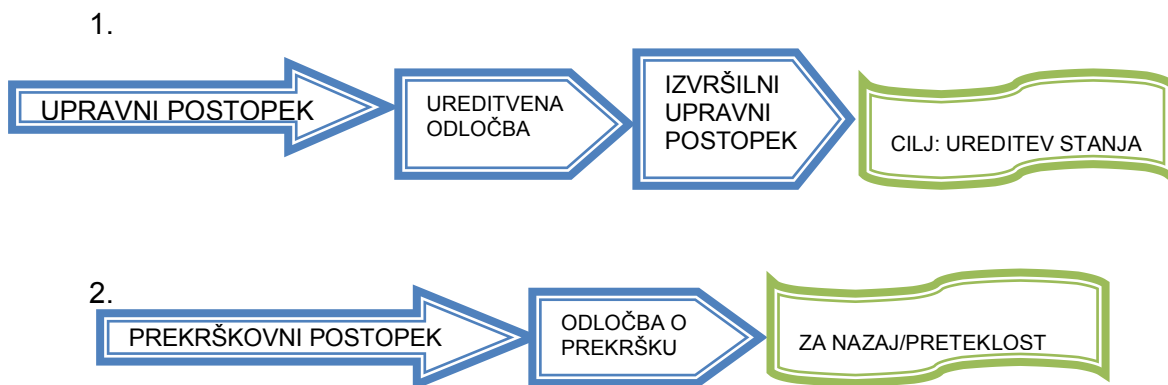 1.
UPRAVNI POSTOPEK
UREDITVENA
ODLOČBA
IZVRŠILNI
UPRAVNI
POSTOPEK
CILJ: UREDITEV STANJA
2.
PREKRŠKOVNI POSTOPEK
ODLOČBA O
PREKRŠKU
ZA NAZAJ/PRETEKLOST